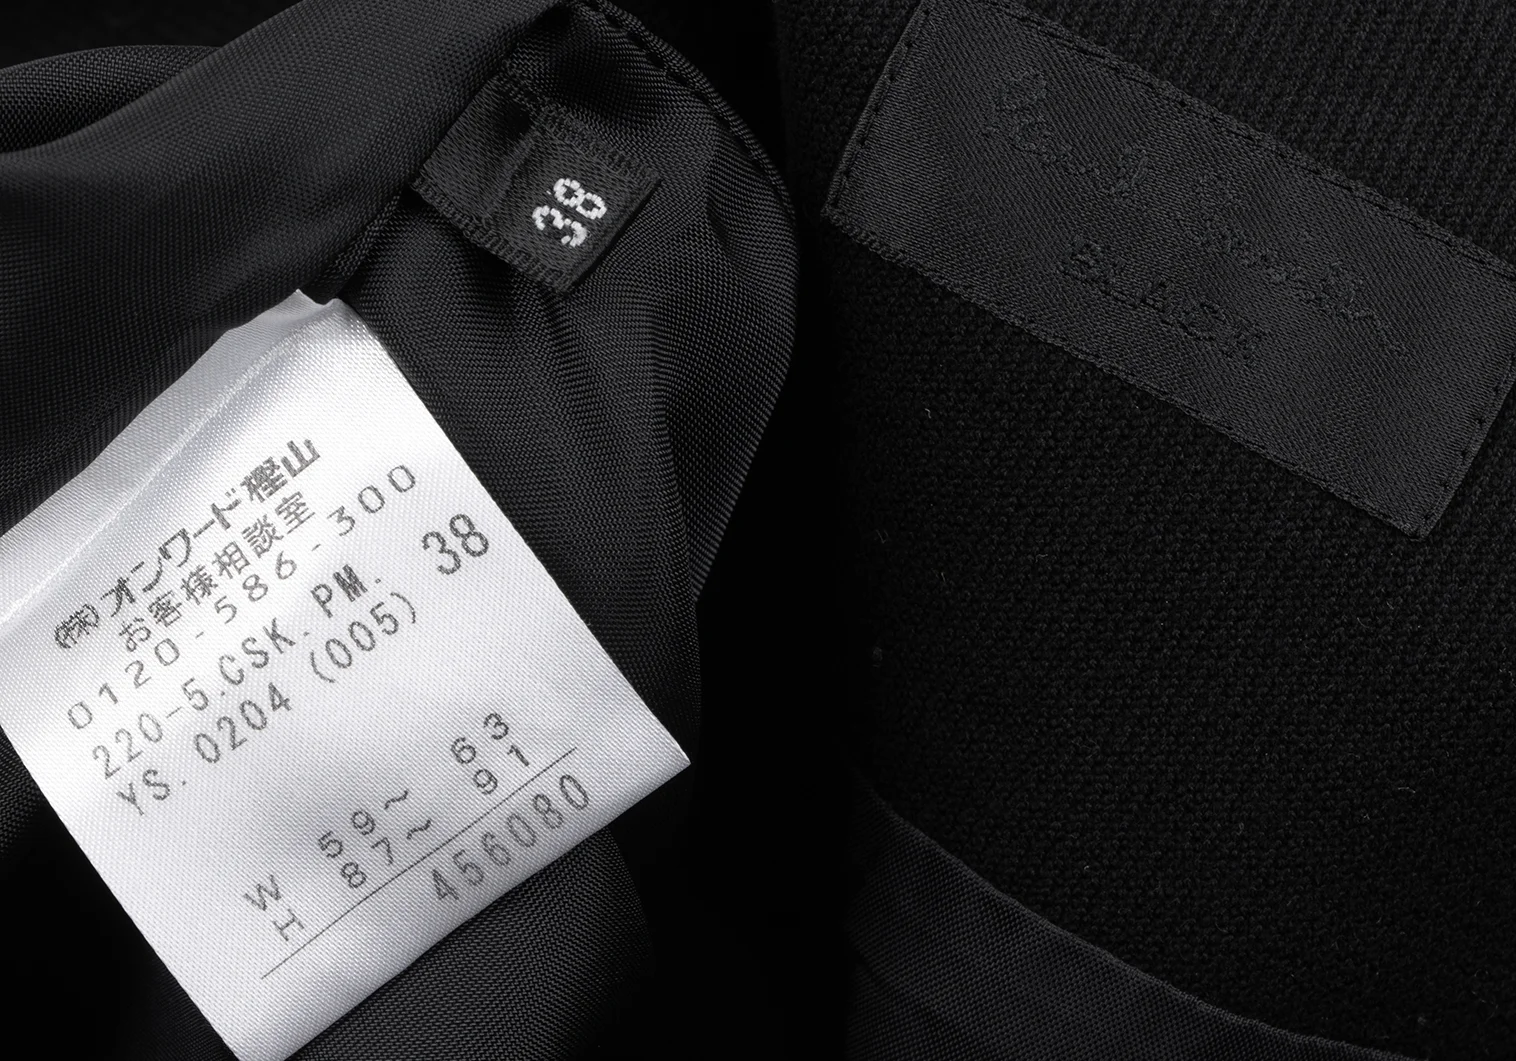 38
(株)オンワード樫山
お客様相談室
0120-586-300
220-5.CSK.PM. 38
YS. 0204 (005)
W 59~ 63
H 87~ 91
456080
BLACK